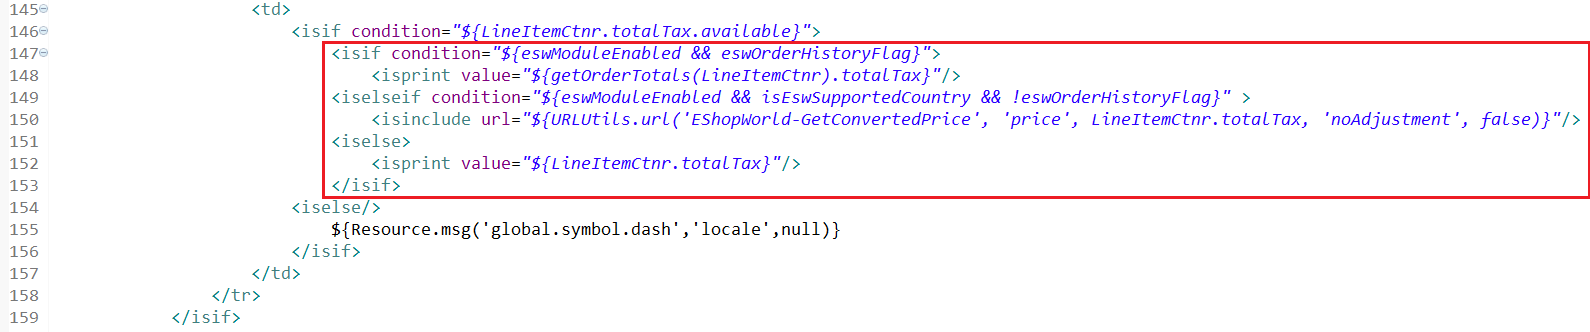 145 <td>
146 <isif condition="${LineItemCtnr.totalTax.available}">
147 <isif condition="${eswModuleEnabled && eswOrderHistoryFlag}">
148 <isprint value="${getOrderTotals(LineItemCtnr).totalTax}"/>
149 <iselseif condition="${eswModuleEnabled && isEswSupportedCountry && !eswOrderHistoryFlag}" >
150 <isinclude url="${URLUtils.url('EShopWorld-GetConvertedPrice', 'price', LineItemCtnr.totalTax, 'noAdjustment', false)}"/>
151 <iselse>
152 <isprint value="${LineItemCtnr.totalTax}"/>
153 </isif>
154 <iselse/>
155 ${Resource.msg('global.symbol.dash','locale',null)}
156 </isif>
157 </td>
158 </tr>
159 </isif>